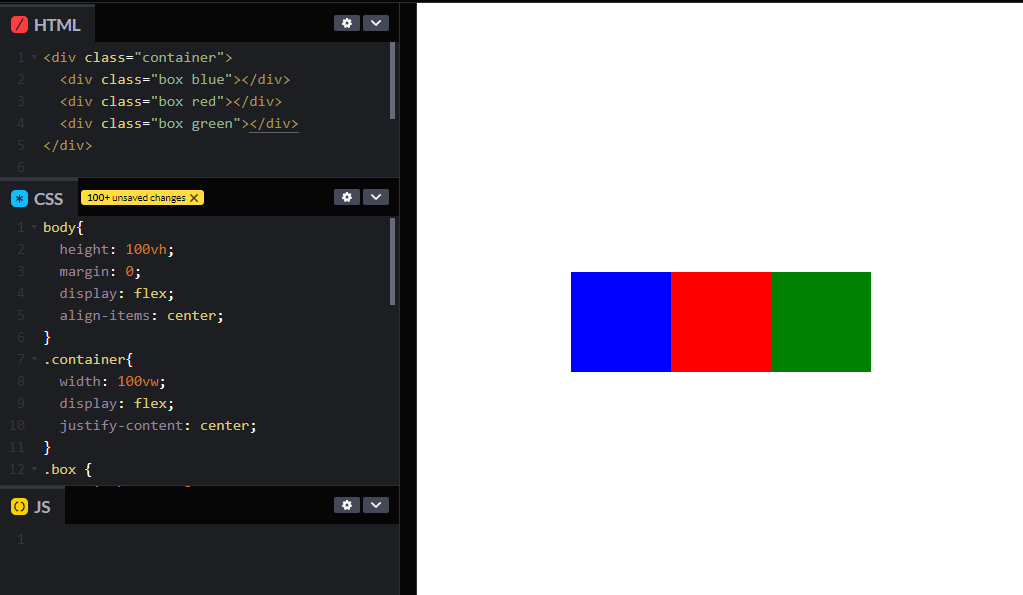 HTML
1 <div class="container">
2 <div class="box blue"></div>
3 <div class="box red"></div>
4 <div class="box green"></div>
5 </div>
6
CSS 100+ unsaved changes X
1 body{
2 height: 100vh;
3 margin: 0;
4 display: flex;
5 align-items: center;
6 }
7 .container{
8 width: 100vw;
9 display: flex;
10 justify-content: center;
11 }
12 .box {
JS
1